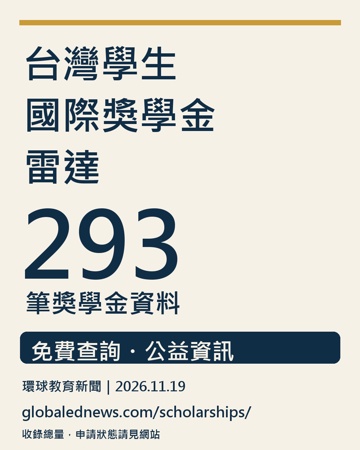 台灣學生
國際獎學金
雷達
293
筆獎學金資料
免費查詢・公益資訊
環球教育新聞｜2026.11.19
globalednews.com/scholarships/
收錄總量・申請狀態請見網站